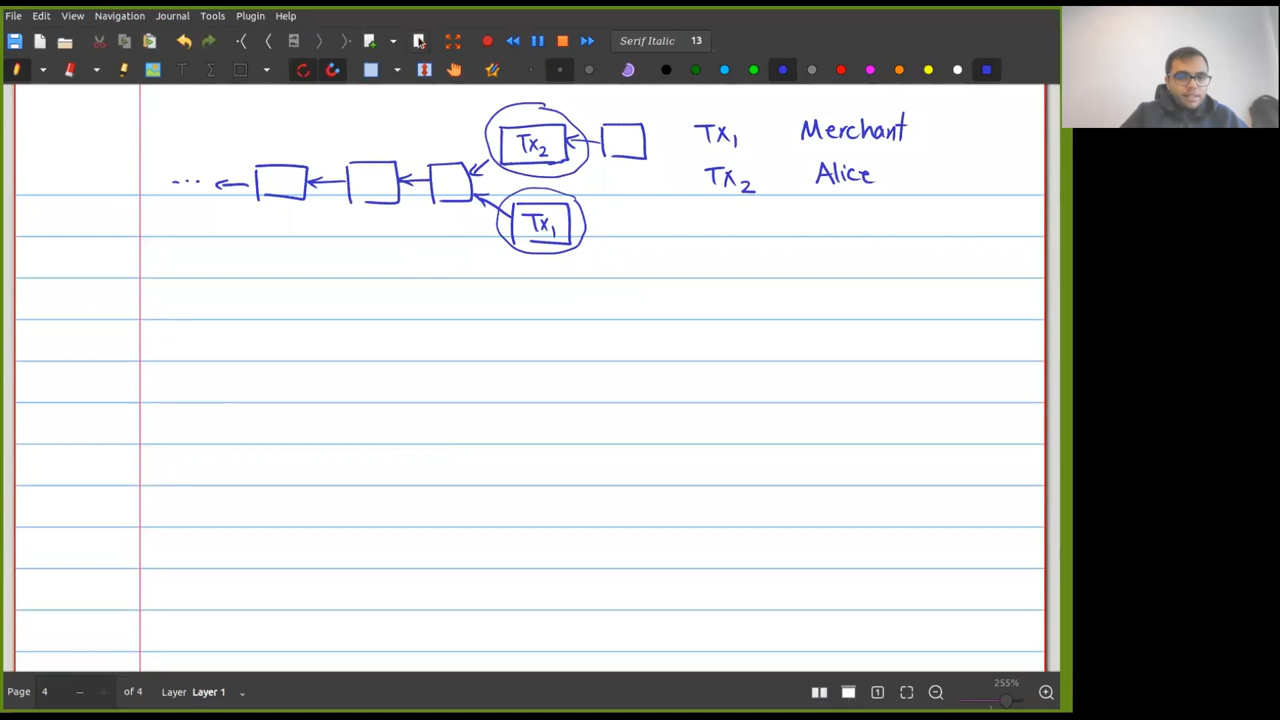 File Edit View Navigation Journal Tools Plugin Help
Serif Italic 13
Tx₂ Tx₁ Merchant
... Tx₂ Alice
Tx₁
Page 4 of 4 Layer Layer 1 255%